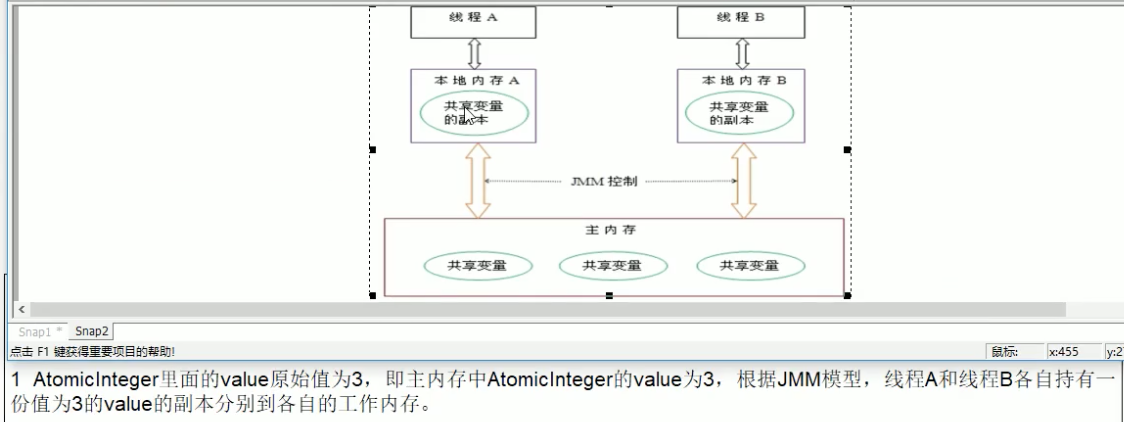 线程A 线程B
本地内存A 本地内存B
共享变量 共享变量
的副本 的副本
JMM控制
主内存
共享变量 共享变量 共享变量
Snap1 * Snap2
点击 F1 键获得重要项目的帮助! 鼠标: x:455 y:2
1 AtomicInteger里面的value原始值为3，即主内存中AtomicInteger的value为3，根据JMM模型，线程A和线程B各自持有一
份值为3的value的副本分别到各自的工作内存。